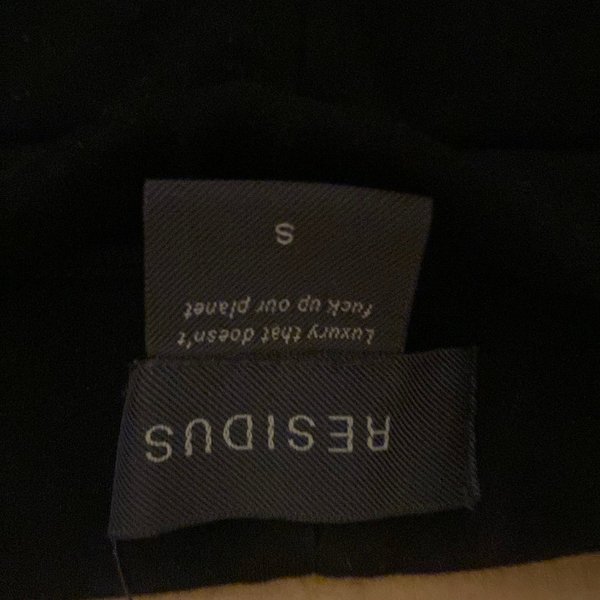 RESIDUS
Luxury that doesn't
fuck up our planet
S